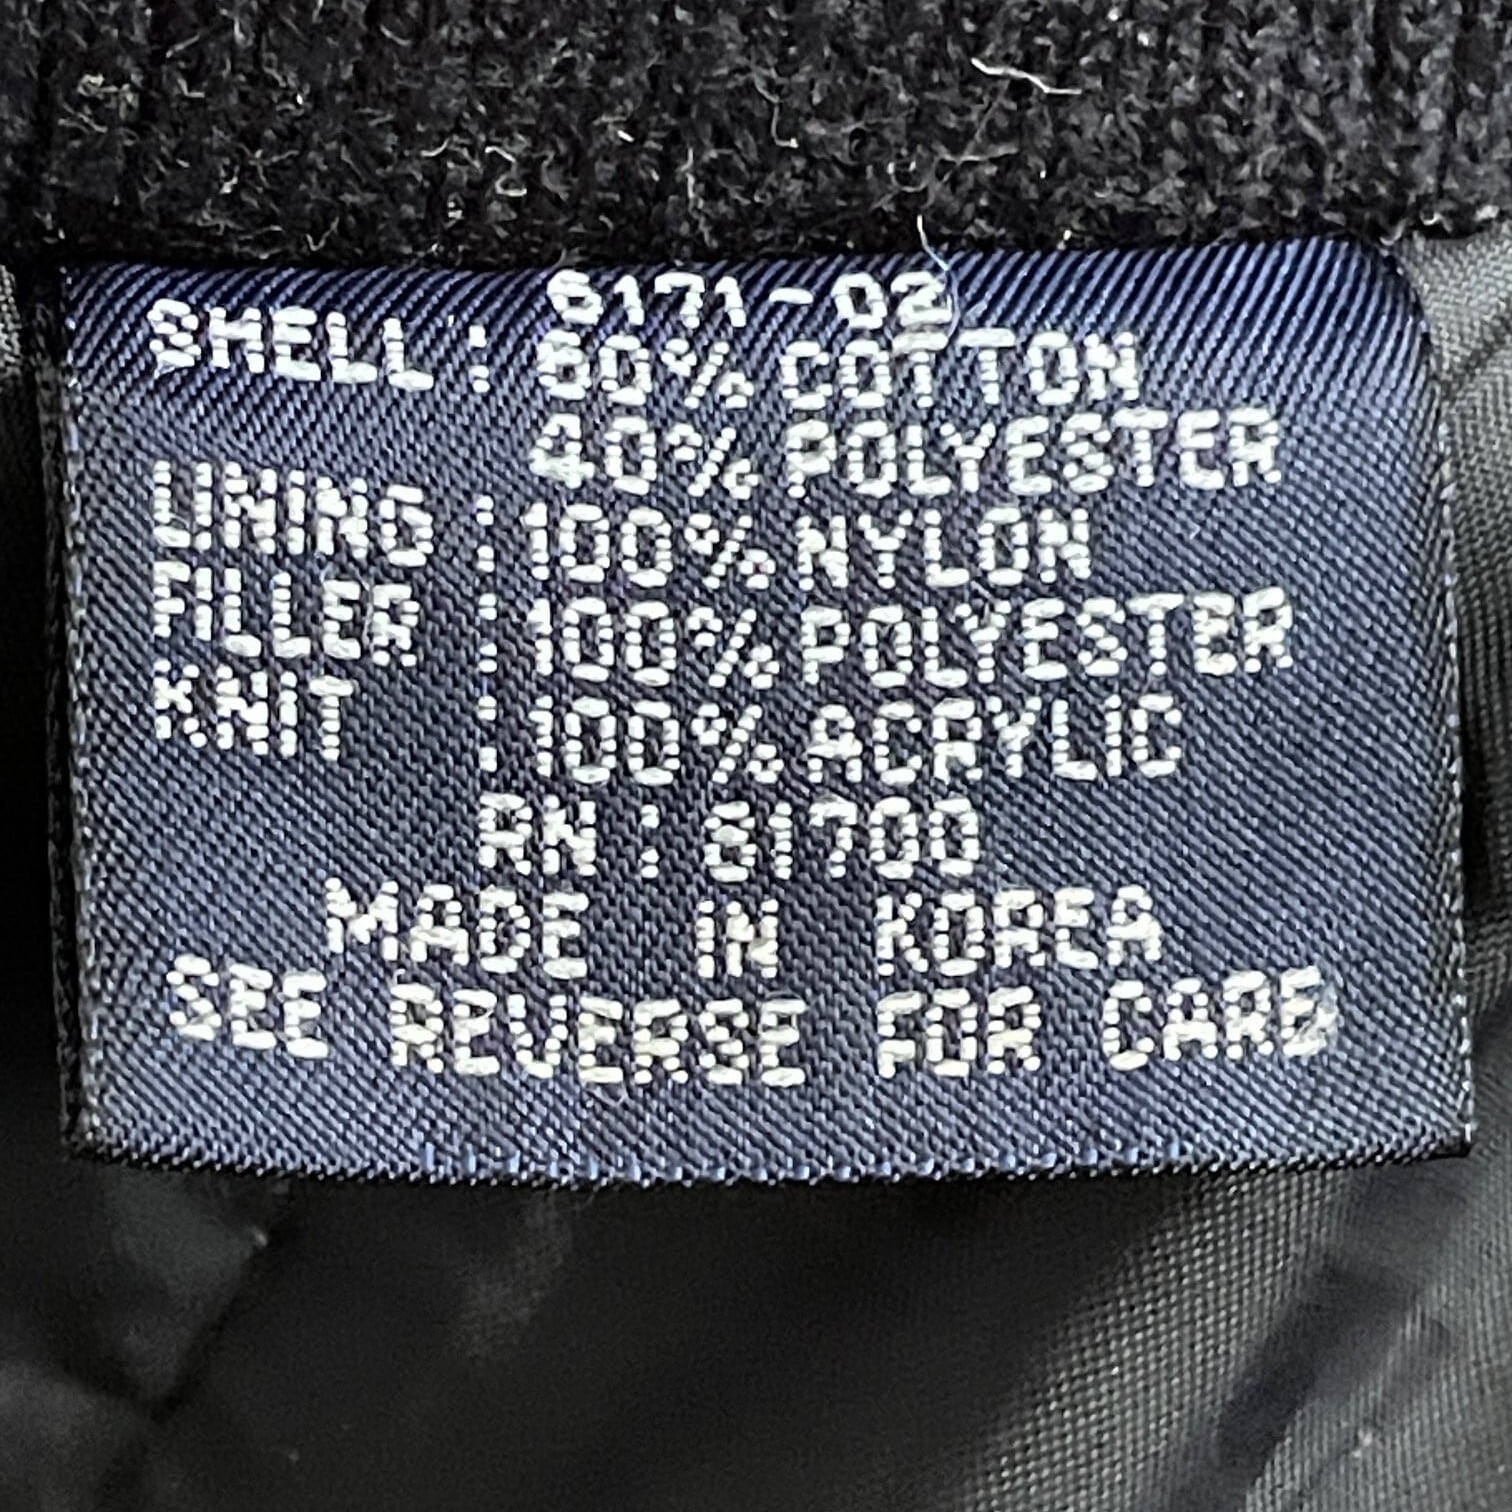 6171-02
SHELL : 60% COTTON
40% POLYESTER
LINING : 100% NYLON
FILLER : 100% POLYESTER
KNIT : 100% ACRYLIC
RN : 61700
MADE IN KOREA
SEE REVERSE FOR CARE